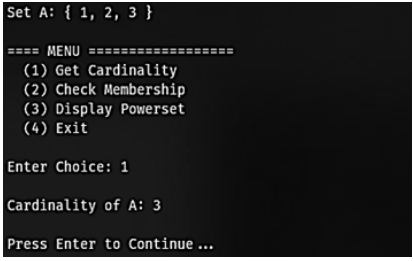 Set A: { 1, 2, 3 }
==== MENU ==================
(1) Get Cardinality
(2) Check Membership
(3) Display Powerset
(4) Exit
Enter Choice: 1
Cardinality of A: 3
Press Enter to Continue...